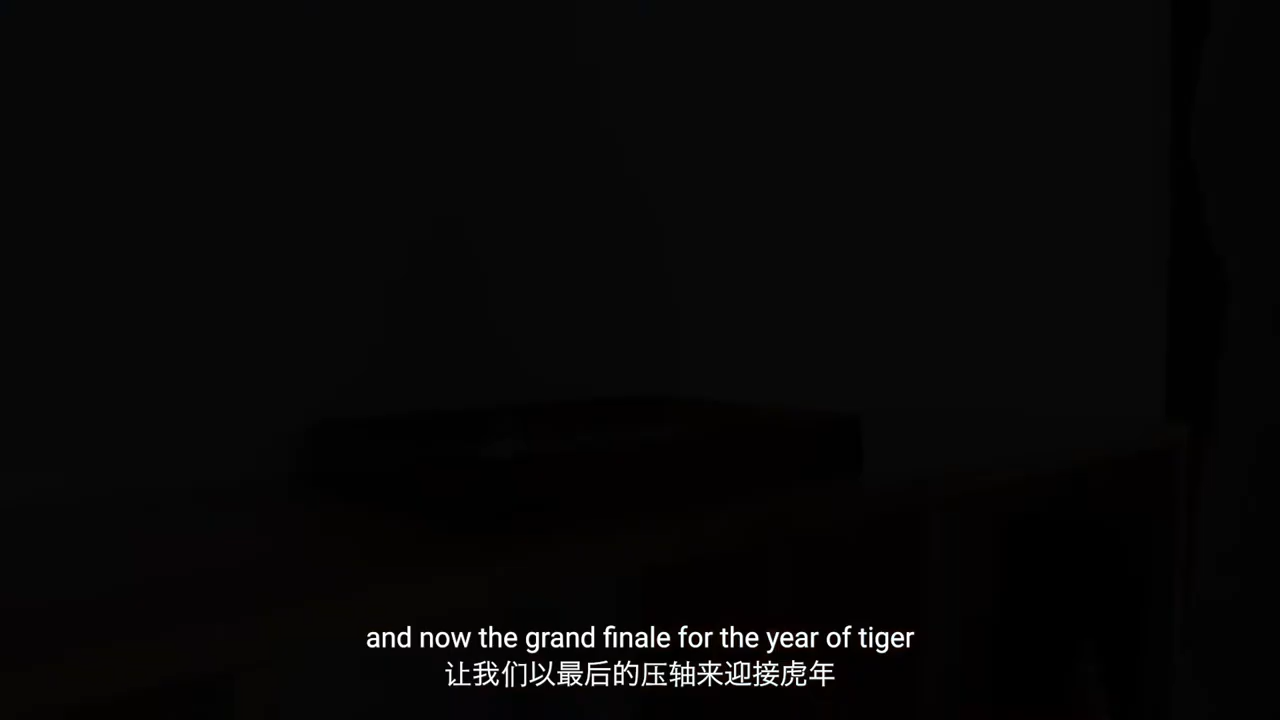 and now the grand finale for the year of tiger
让我们以最后的压轴来迎接虎年